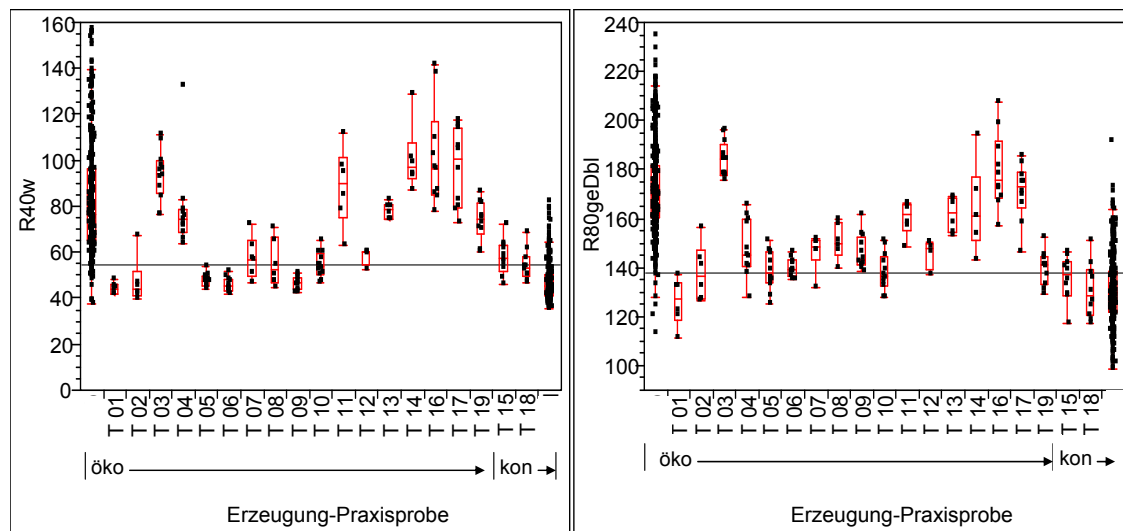 160
140
120
100
80
60
40
20
0
R40w
- T 01 T 02 T 03 T 04 T 05 T 06 T 07 T 08 T 09 T 10 T 11 T 12 T 13 T 14 T 16 T 17 T 19 T 15 T 18 -
öko kon
Erzeugung-Praxisprobe
240
220
200
180
160
140
120
100
R80geDbl
- T 01 T 02 T 03 T 04 T 05 T 06 T 07 T 08 T 09 T 10 T 11 T 12 T 13 T 14 T 16 T 17 T 19 T 15 T 18 -
öko kon
Erzeugung-Praxisprobe